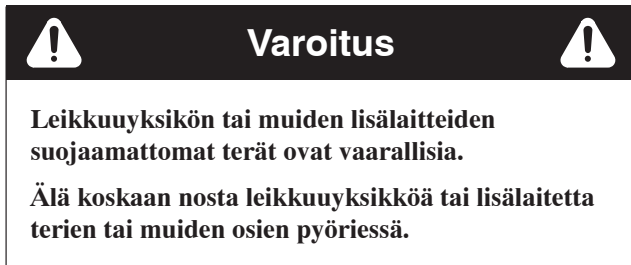 Varoitus
Leikkuuyksikön tai muiden lisälaitteiden
suojaamattomat terät ovat vaarallisia.
Älä koskaan nosta leikkuuyksikköä tai lisälaitetta
terien tai muiden osien pyöriessä.